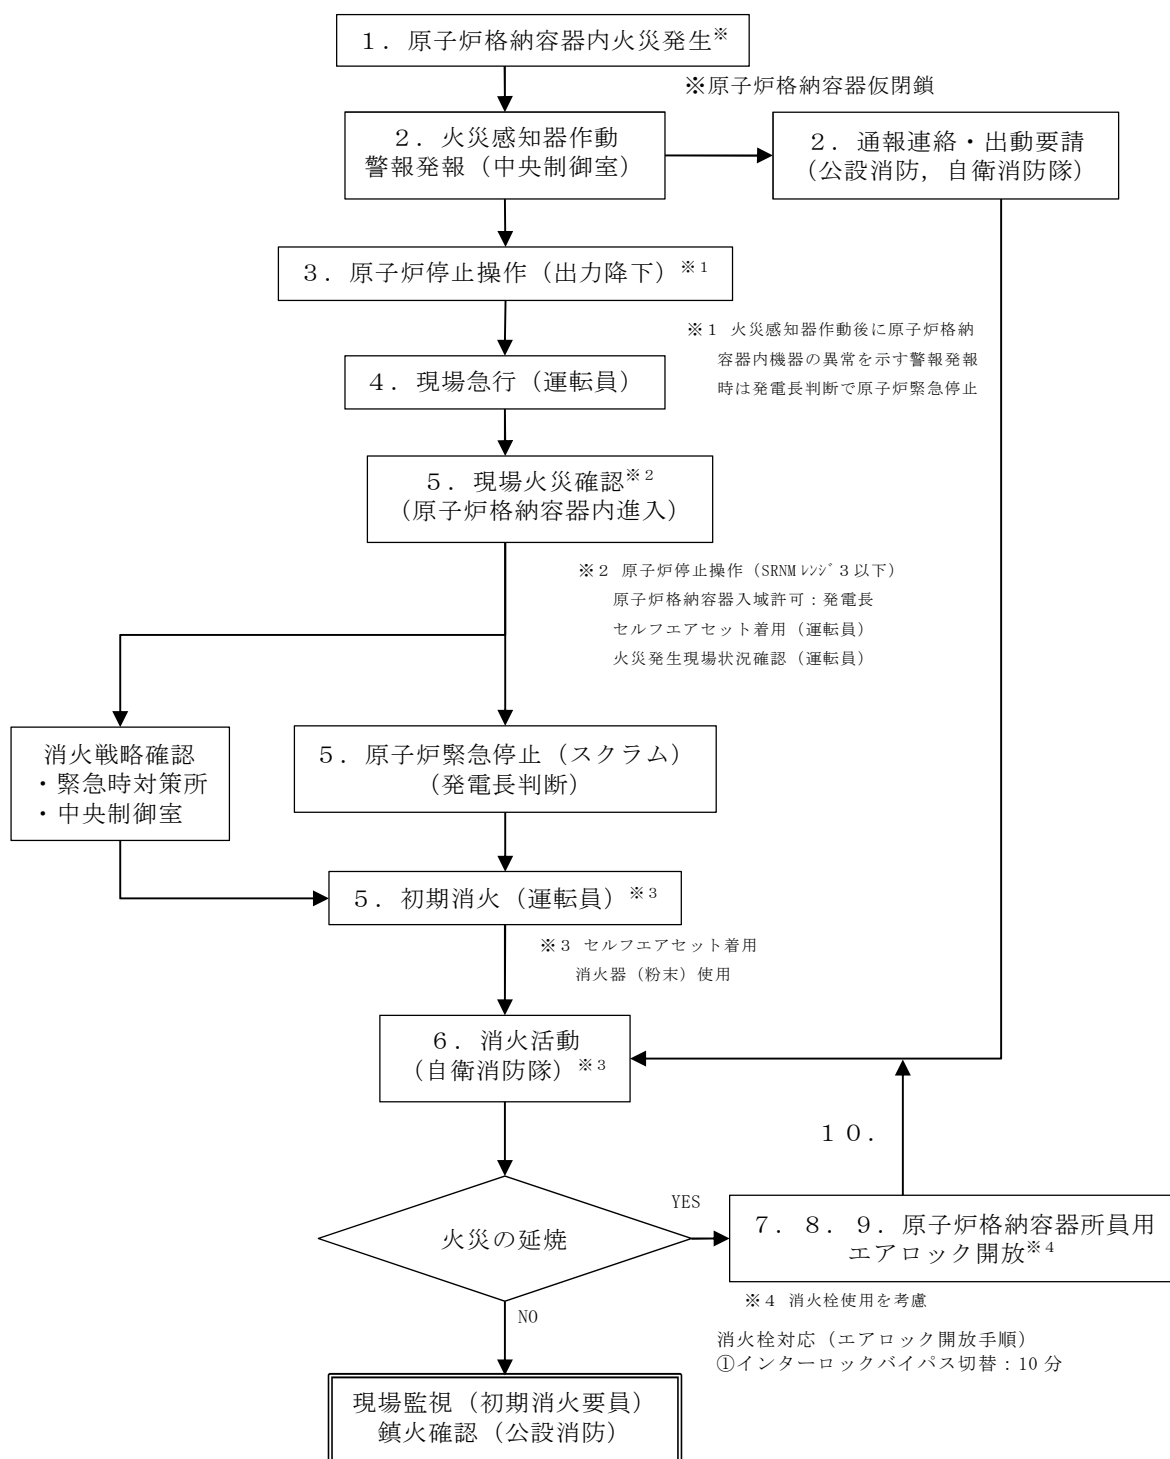 １．原子炉格納容器内火災発生※
※原子炉格納容器仮閉鎖
２．火災感知器作動
警報発報（中央制御室）
２．通報連絡・出動要請
（公設消防，自衛消防隊）
３．原子炉停止操作（出力降下）※１
※１ 火災感知器作動後に原子炉格納
容器内機器の異常を示す警報発報
時は発電長判断で原子炉緊急停止
４．現場急行（運転員）
５．現場火災確認※２
（原子炉格納容器内進入）
※２ 原子炉停止操作（SRNMﾚﾝｼﾞ３以下）
原子炉格納容器入域許可：発電長
セルフエアセット着用（運転員）
火災発生現場状況確認（運転員）
消火戦略確認
・緊急時対策所
・中央制御室
５．原子炉緊急停止（スクラム）
（発電長判断）
５．初期消火（運転員）※３
※３ セルフエアセット着用
消火器（粉末）使用
６．消火活動
（自衛消防隊）※３
１０．
火災の延焼
YES
７．８．９．原子炉格納容器所員用
エアロック開放※４
※４ 消火栓使用を考慮
NO
消火栓対応（エアロック開放手順）
①インターロックバイパス切替：10 分
現場監視（初期消火要員）
鎮火確認（公設消防）